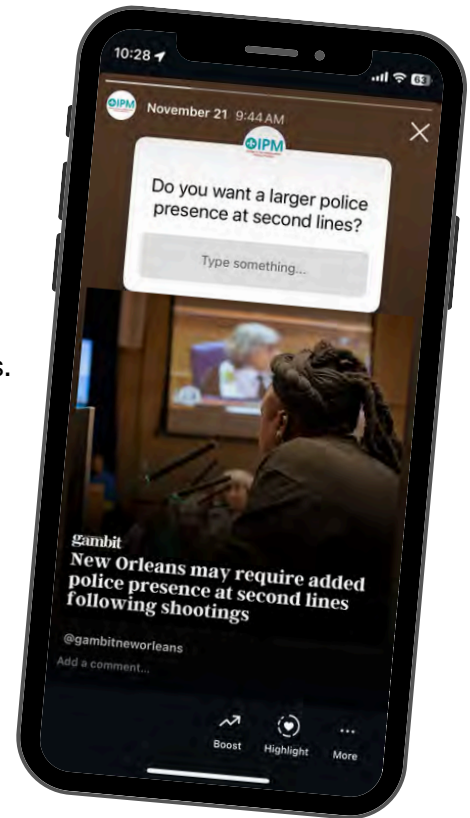 10:28
63
IPM
November 21 9:44 AM
IPM
Do you want a larger police
presence at second lines?
Type something...
s.
gambit
New Orleans may require added
police presence at second lines
following shootings
@gambitneworleans
Add a comment...
Boost Highlight More